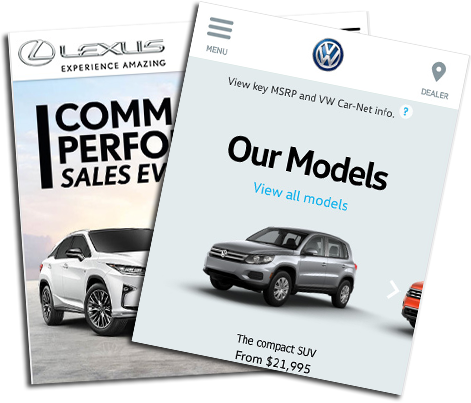 LEXUS
EXPERIENCE AMAZING
COMM
PERFO
SALES EV
MENU
DEALER
View key MSRP and VW Car-Net info. ?
Our Models
View all models
The compact SUV
From $21,995